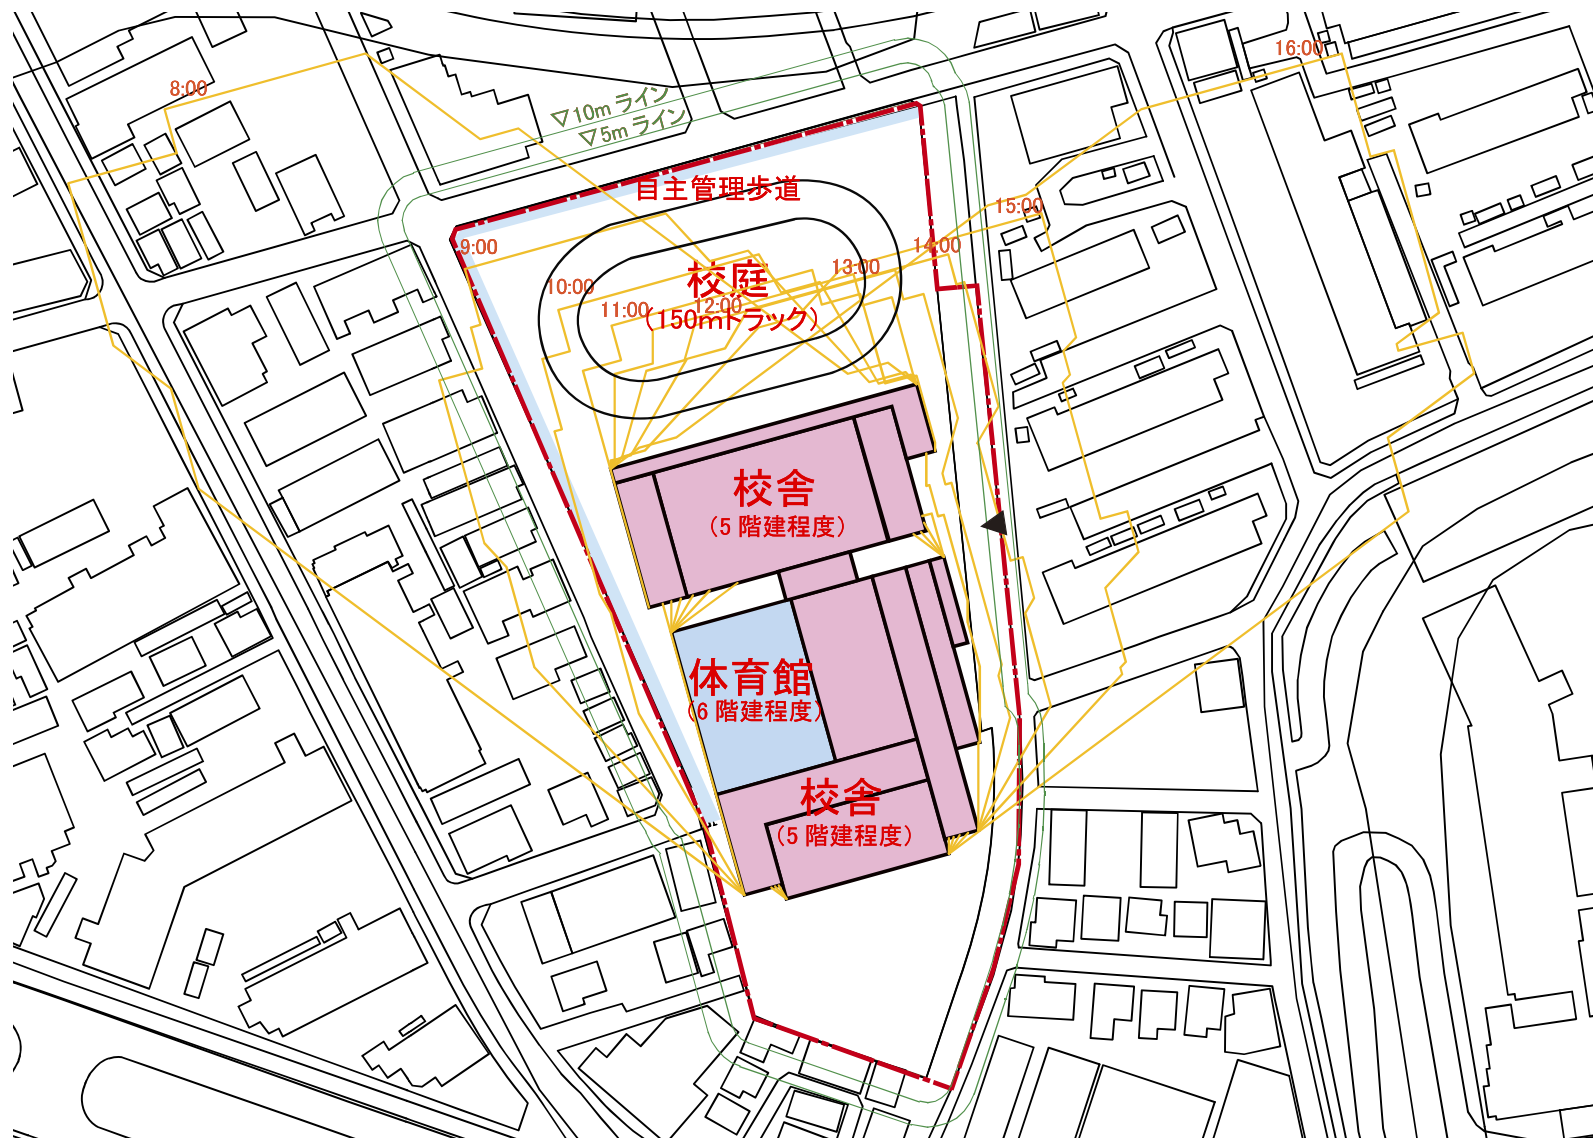 16:00
8:00
▽10m ライン
▽5m ライン
自主管理歩道
15:00
9:00
14:00
校庭
13:00
10:00
11:00
12:00
（150mトラック）
校舎
（5 階建程度）
体育館
（6 階建程度）
校舎
（5 階建程度）